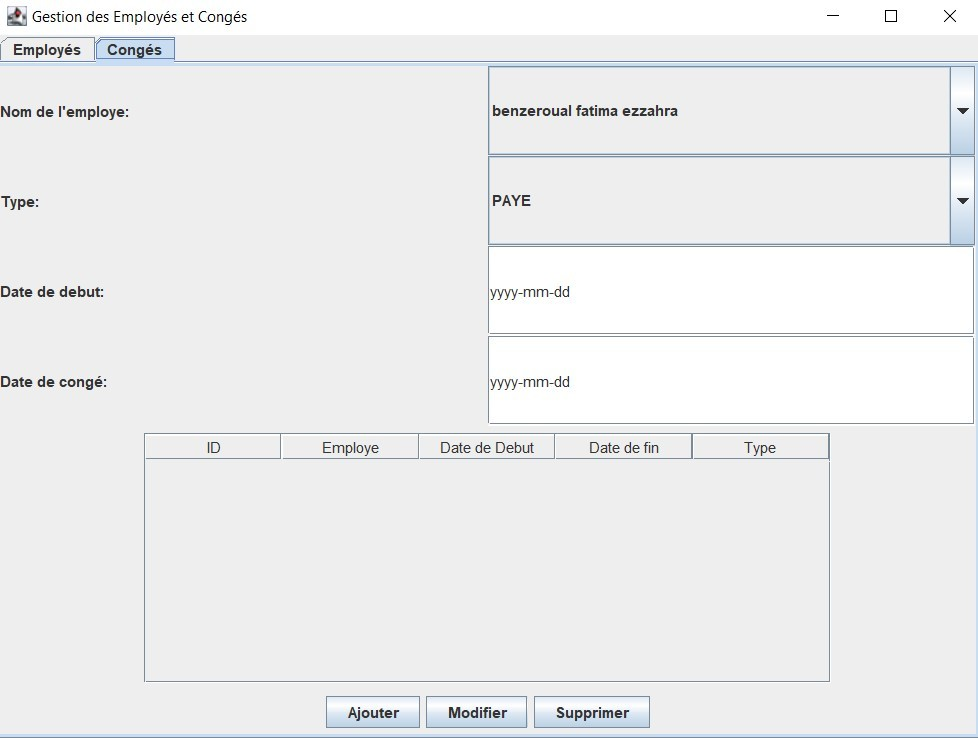 Gestion des Employés et Congés
Employés Congés
Nom de l'employe: benzeroual fatima ezzahra
Type: PAYE
Date de debut: yyyy-mm-dd
Date de congé: yyyy-mm-dd
ID Employe Date de Debut Date de fin Type
Ajouter Modifier Supprimer